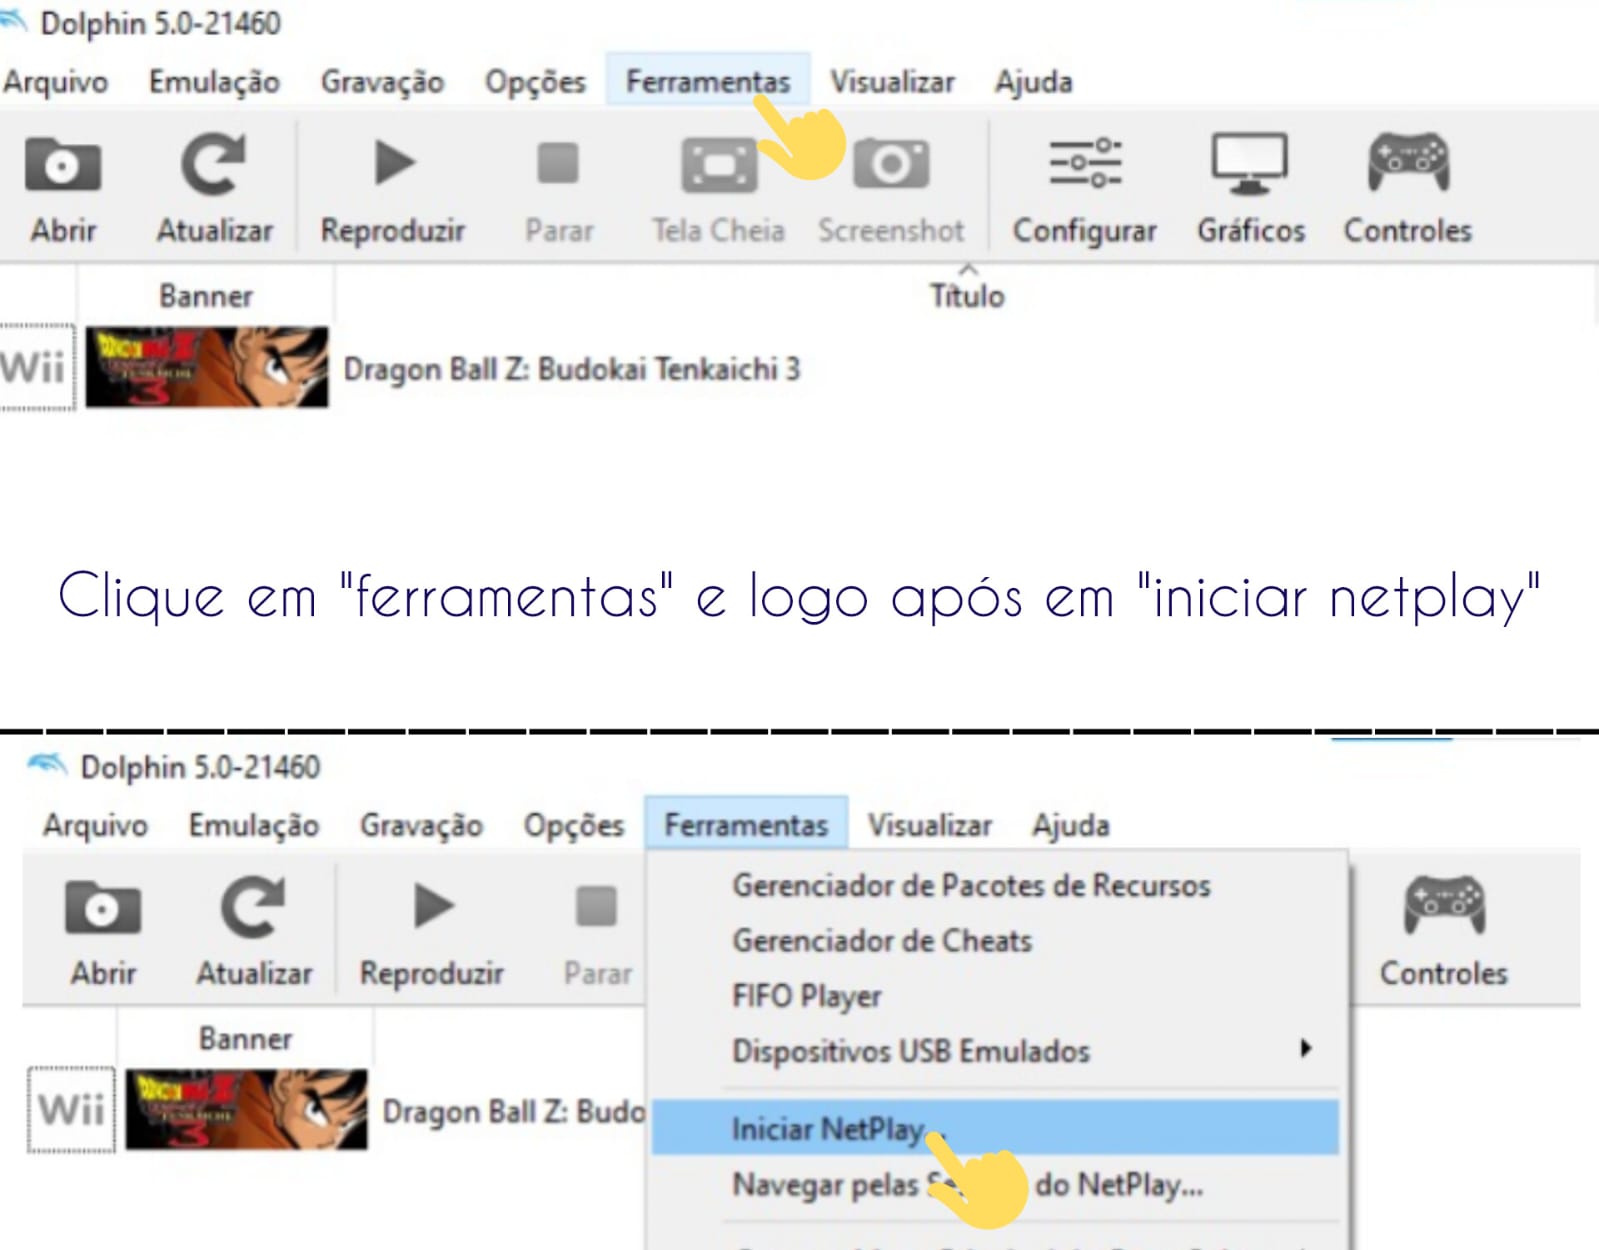 Dolphin 5.0-21460
Arquivo Emulação Gravação Opções Ferramentas Visualizar Ajuda
Abrir Atualizar Reproduzir Parar Tela Cheia Screenshot Configurar Gráficos Controles
Banner Título
Wii Dragon Ball Z: Budokai Tenkaichi 3
Clique em "ferramentas" e logo após em "iniciar netplay"
Dolphin 5.0-21460
Arquivo Emulação Gravação Opções Ferramentas Visualizar Ajuda
Abrir Atualizar Reproduzir Parar Controles
Gerenciador de Pacotes de Recursos
Gerenciador de Cheats
FIFO Player
Dispositivos USB Emulados
Banner
Wii Dragon Ball Z: Budo
Iniciar NetPlay...
Navegar pelas do NetPlay...